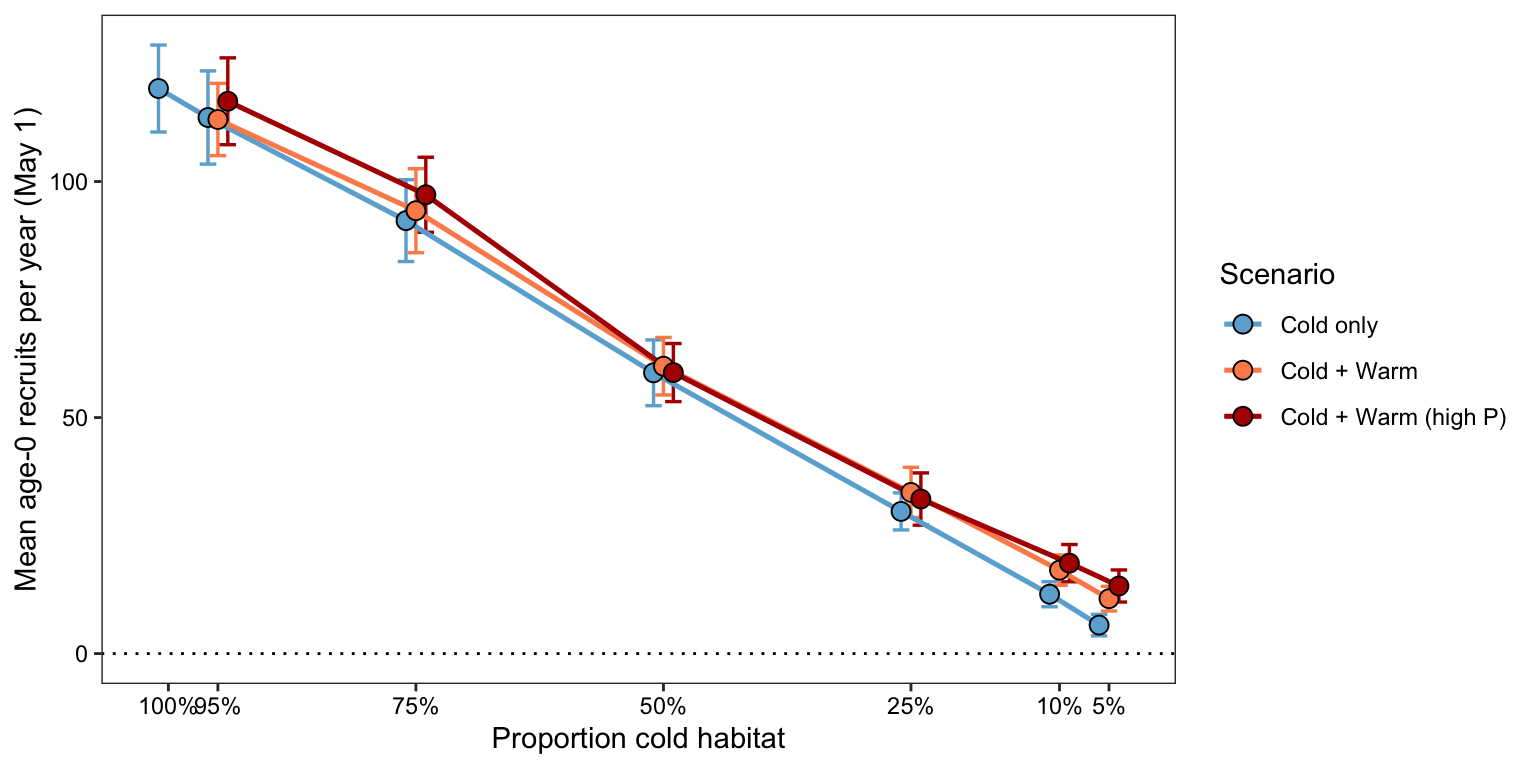 Mean age-0 recruits per year (May 1)
100
50
0
100%
95%
75%
50%
25%
10%
5%
Proportion cold habitat
Scenario
Cold only
Cold + Warm
Cold + Warm (high P)